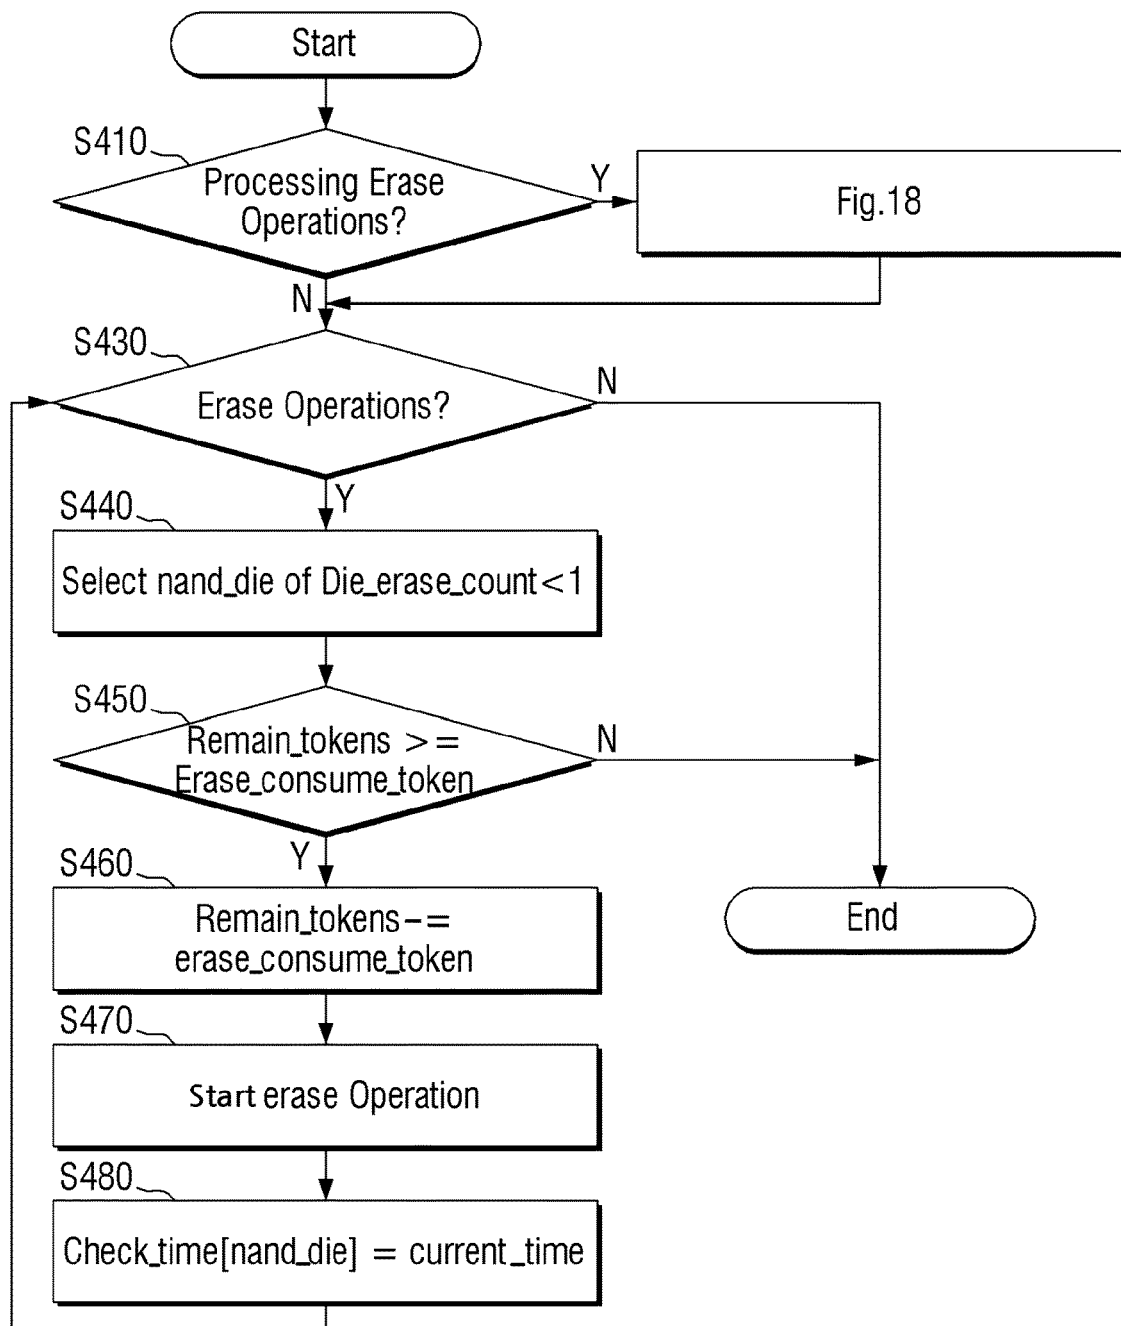 Start
S410
Processing Erase
Operations?
Y
Fig.18
N
S430
Erase Operations?
N
Y
S440
Select nand_die of Die_erase_count<1
S450
Remain_tokens >=
Erase_consume_token
N
Y
S460
Remain_tokens-=
erase_consume_token
End
S470
Start erase Operation
S480
Check_time[nand_die] = current_time